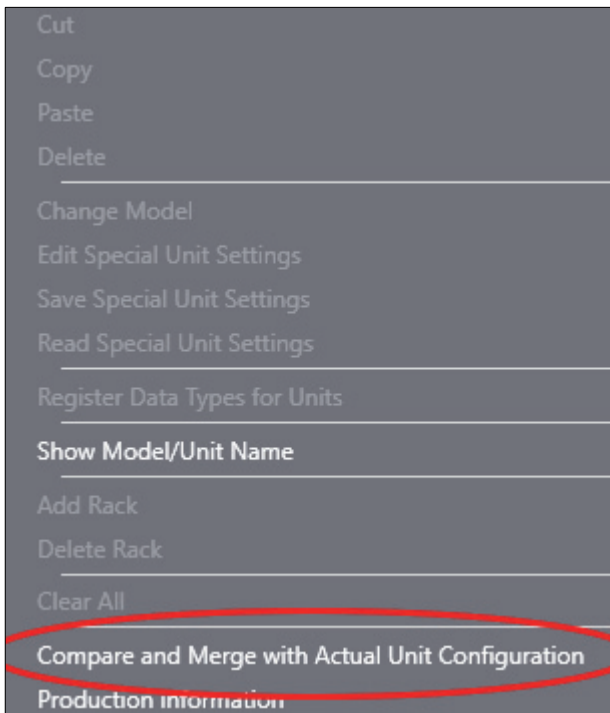 Cut
Copy
Paste
Delete
Change Model
Edit Special Unit Settings
Save Special Unit Settings
Read Special Unit Settings
Register Data Types for Units
Show Model/Unit Name
Add Rack
Delete Rack
Clear All
Compare and Merge with Actual Unit Configuration
Production Information